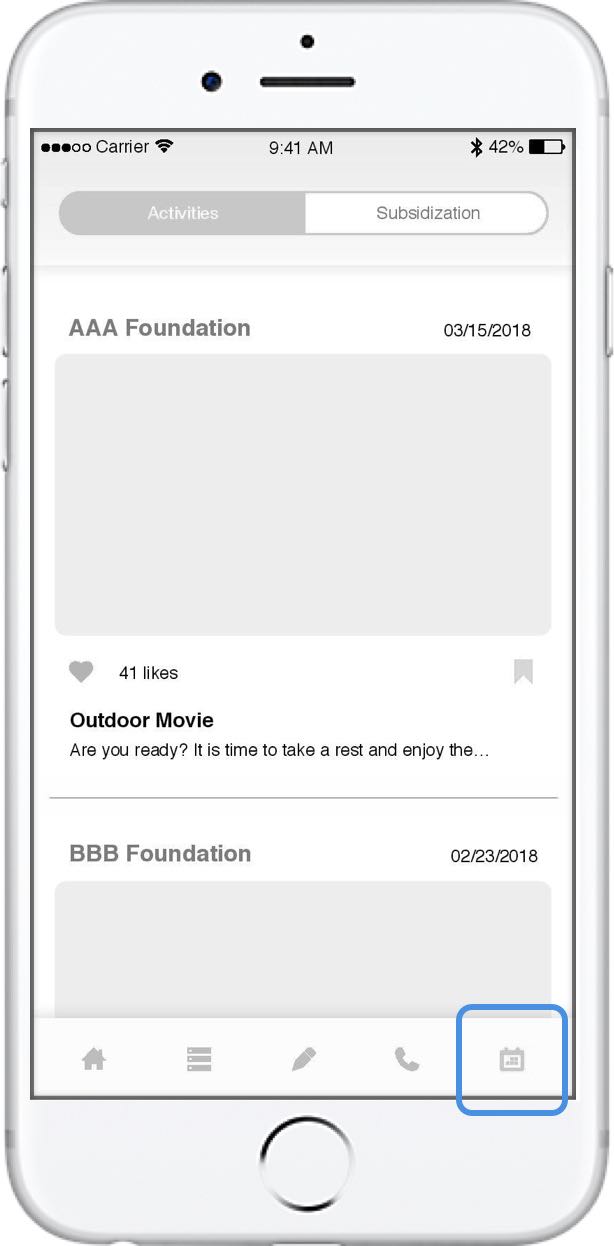 Carrier 9:41 AM 42%
Activities Subsidization
AAA Foundation 03/15/2018
41 likes
Outdoor Movie
Are you ready? It is time to take a rest and enjoy the…
BBB Foundation 02/23/2018